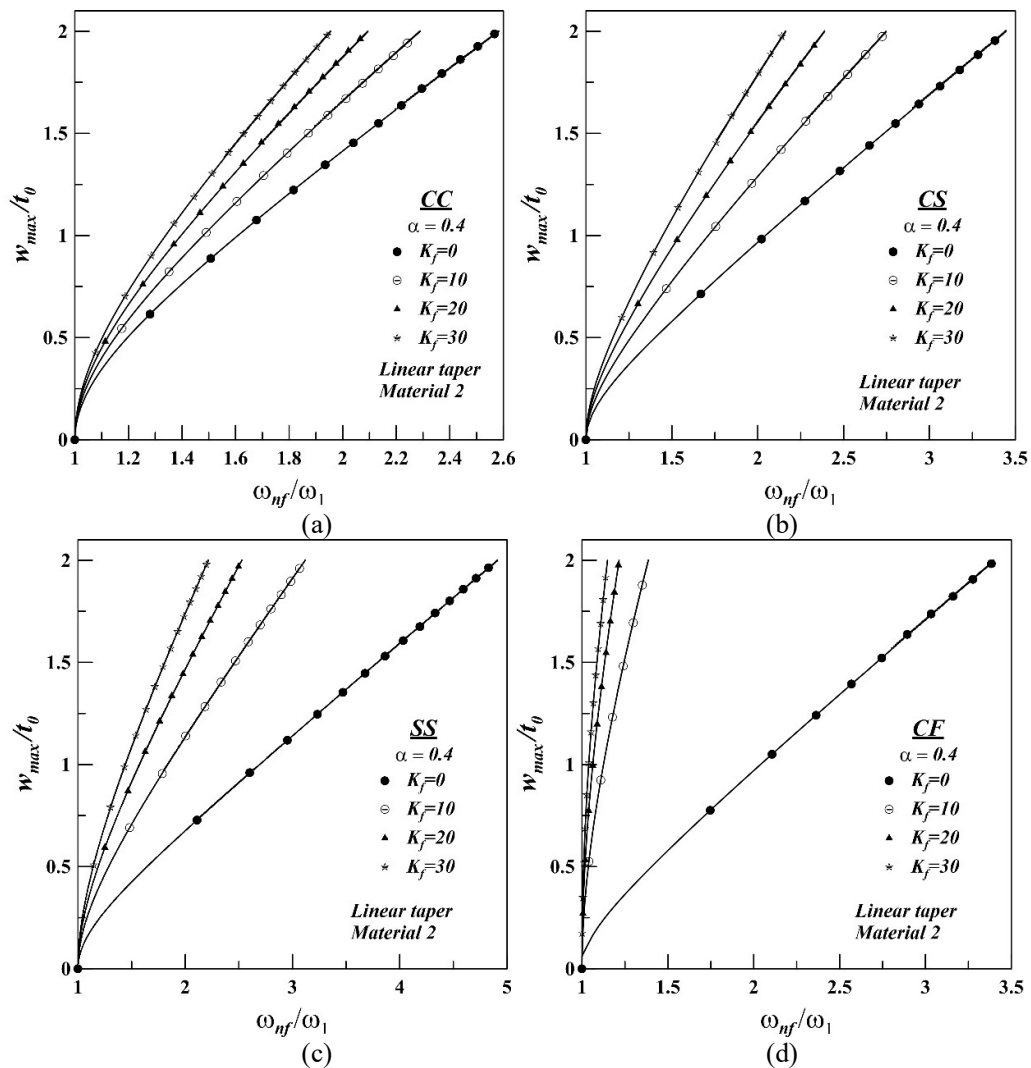 2
1.5
1
0.5
0
w_max/t_0
CC
α = 0.4
K_f=0
K_f=10
K_f=20
K_f=30
Linear taper
Material 2
1 1.2 1.4 1.6 1.8 2 2.2 2.4 2.6
ω_nf/ω_1
(a)
2
1.5
1
0.5
0
w_max/t_0
CS
α = 0.4
K_f=0
K_f=10
K_f=20
K_f=30
Linear taper
Material 2
1 1.5 2 2.5 3 3.5
ω_nf/ω_1
(b)
2
1.5
1
0.5
0
w_max/t_0
SS
α = 0.4
K_f=0
K_f=10
K_f=20
K_f=30
Linear taper
Material 2
1 2 3 4 5
ω_nf/ω_1
(c)
2
1.5
1
0.5
0
w_max/t_0
CF
α = 0.4
K_f=0
K_f=10
K_f=20
K_f=30
Linear taper
Material 2
1 1.5 2 2.5 3 3.5
ω_nf/ω_1
(d)